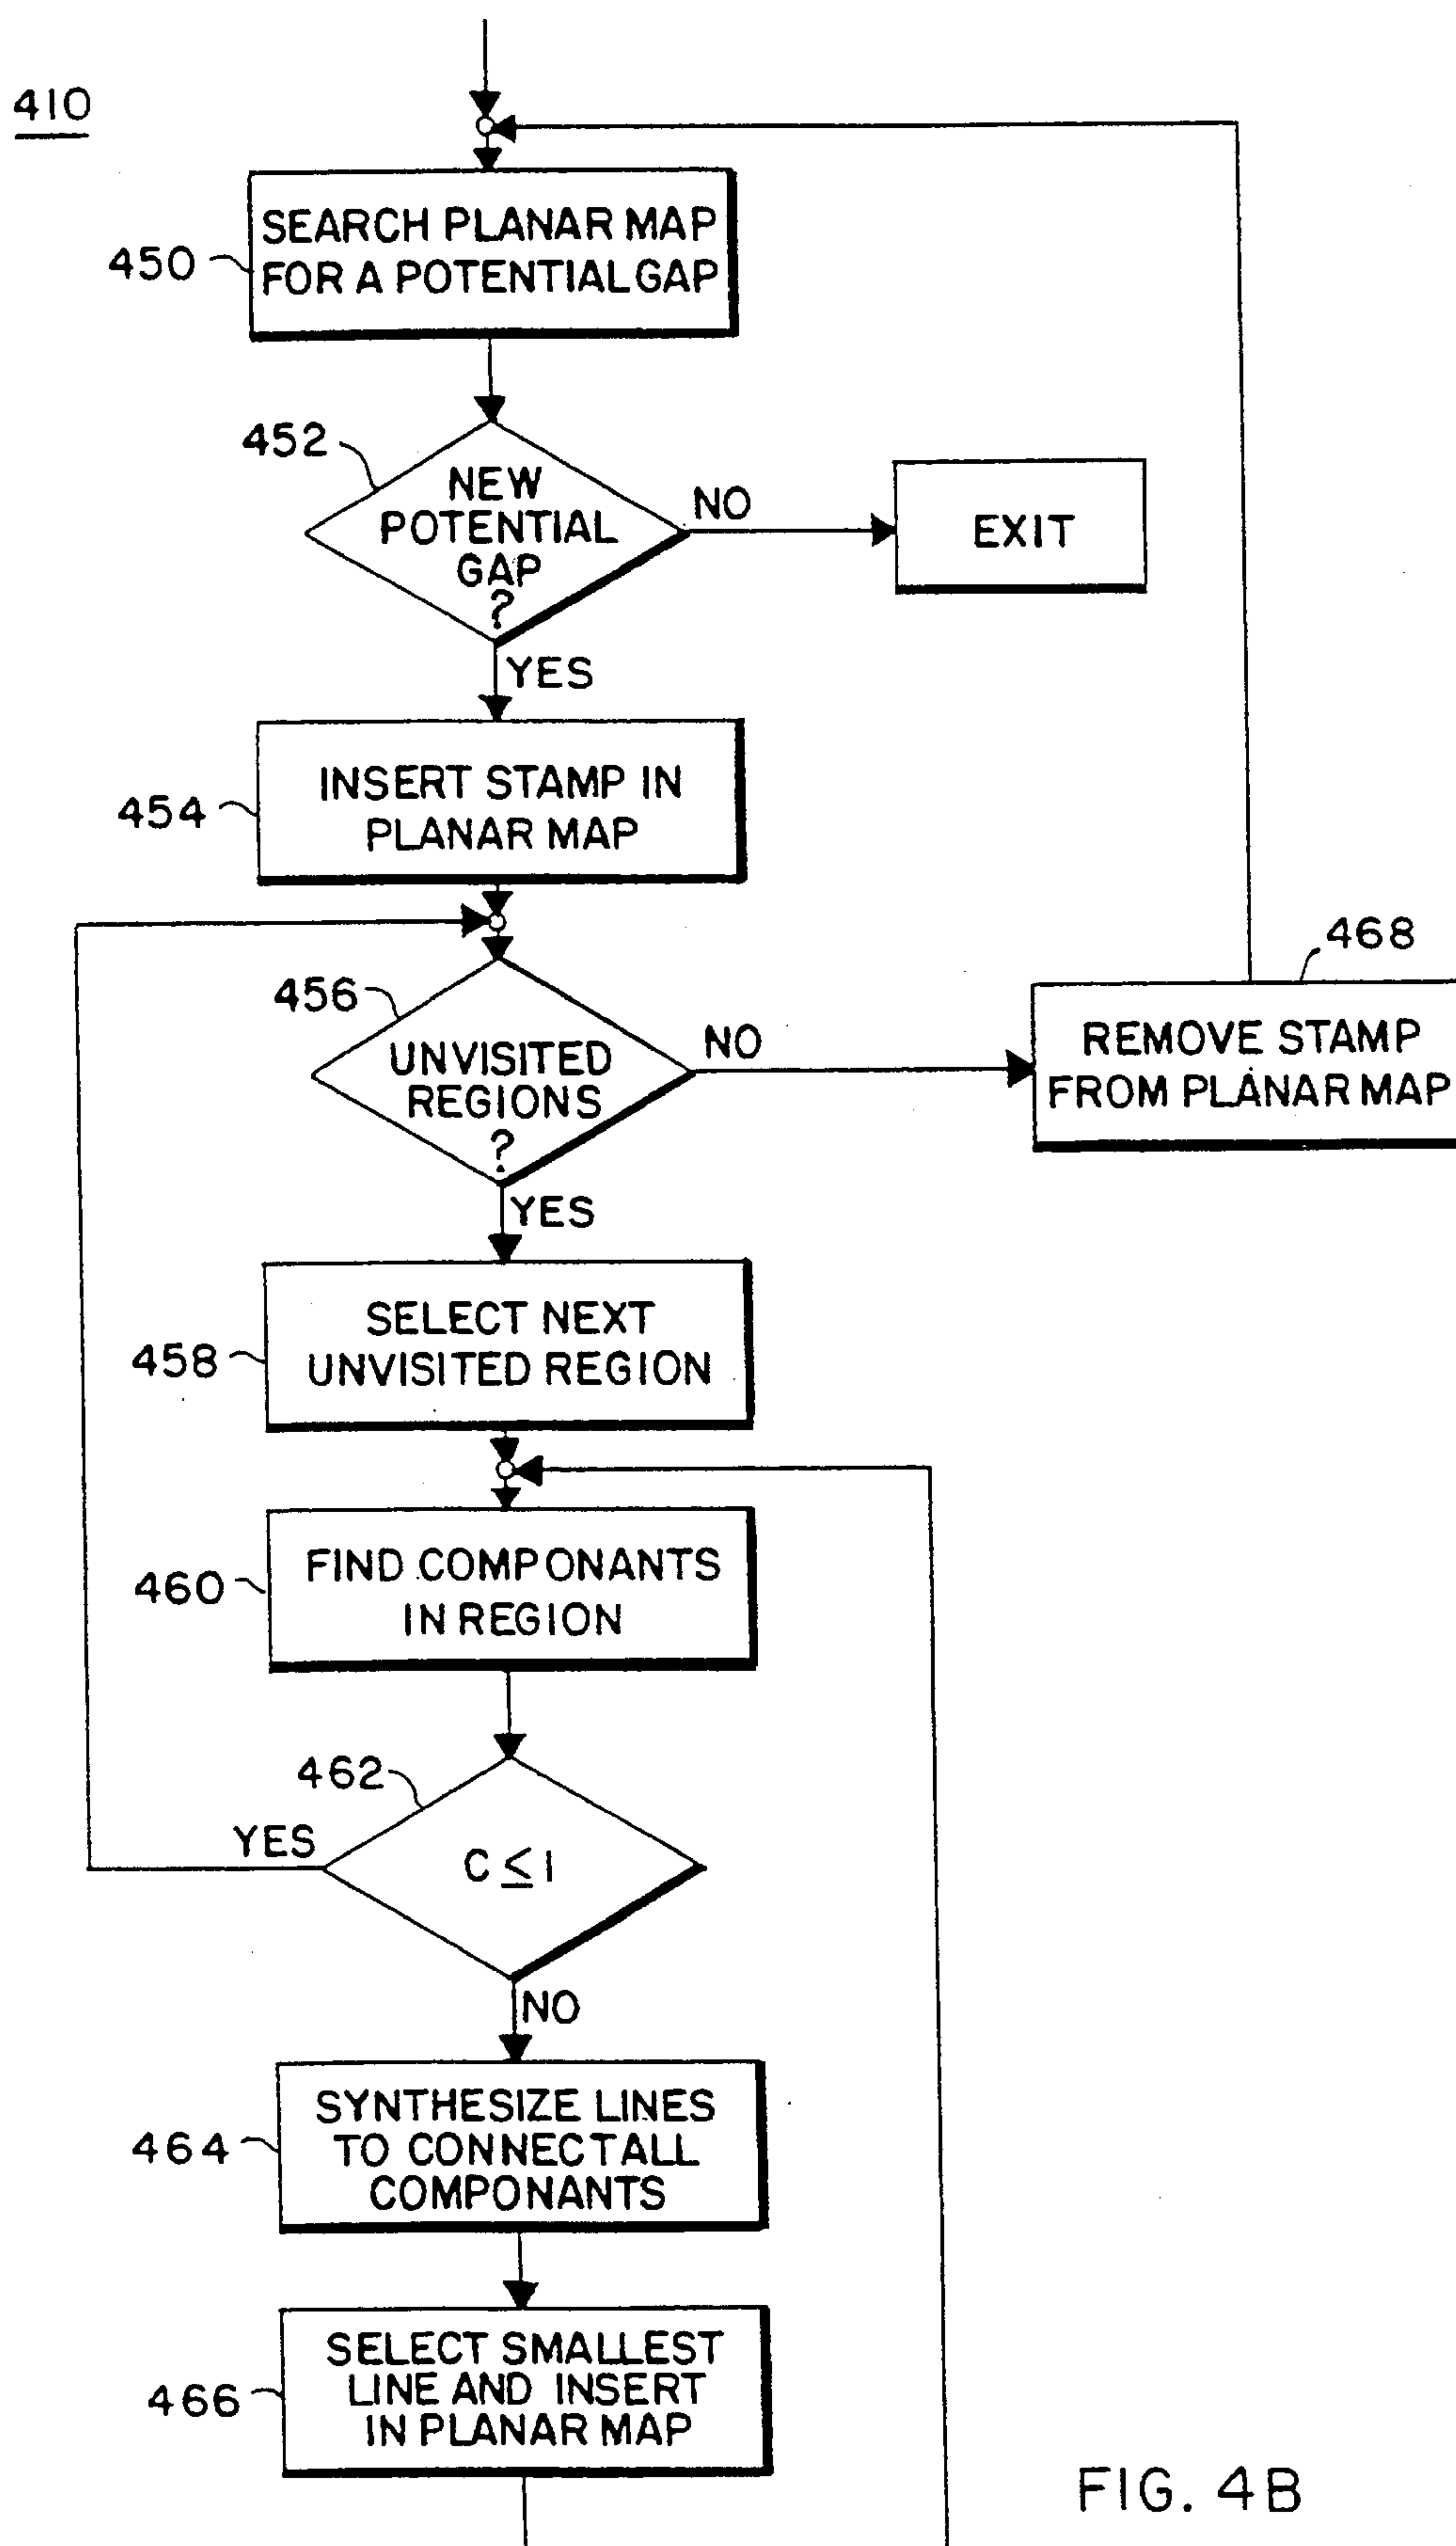 410
SEARCH PLANAR MAP
FOR A POTENTIAL GAP
450
452
NEW
POTENTIAL
GAP
?
NO
EXIT
YES
INSERT STAMP IN
PLANAR MAP
454
468
456
UNVISITED
REGIONS
?
NO
REMOVE STAMP
FROM PLANAR MAP
YES
SELECT NEXT
UNVISITED REGION
458
FIND COMPONANTS
IN REGION
460
462
YES
C ≤ 1
NO
SYNTHESIZE LINES
TO CONNECT ALL
COMPONANTS
464
SELECT SMALLEST
LINE AND INSERT
IN PLANAR MAP
466
FIG. 4B